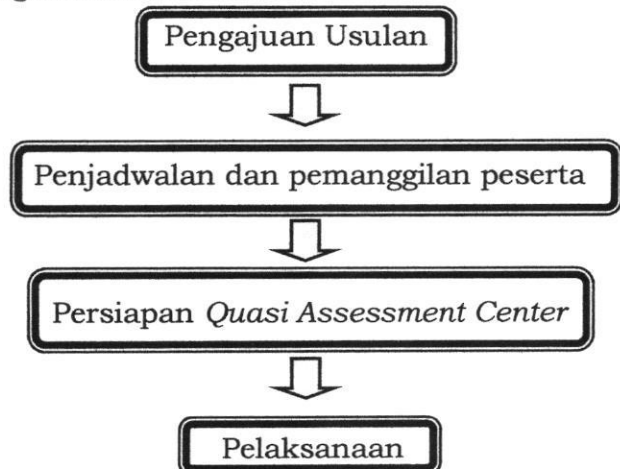 Pengajuan Usulan
Penjadwalan dan pemanggilan peserta
Persiapan Quasi Assessment Center
Pelaksanaan